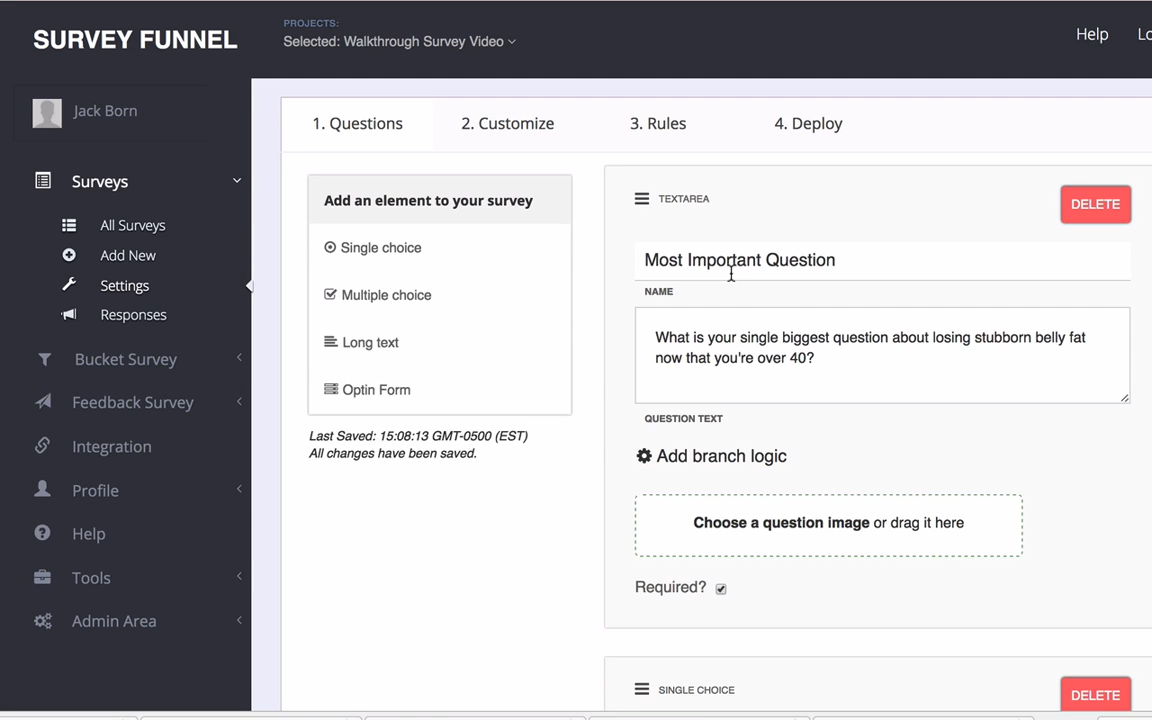 SURVEY FUNNEL
PROJECTS:
Selected: Walkthrough Survey Video
Help
Jack Born
Surveys
All Surveys
Add New
Settings
Responses
Bucket Survey
Feedback Survey
Integration
Profile
Help
Tools
Admin Area
1. Questions
2. Customize
3. Rules
4. Deploy
Add an element to your survey
Single choice
Multiple choice
Long text
Optin Form
Last Saved: 15:08:13 GMT-0500 (EST)
All changes have been saved.
TEXTAREA
DELETE
Most Important Question
NAME
What is your single biggest question about losing stubborn belly fat
now that you're over 40?
QUESTION TEXT
Add branch logic
Choose a question image or drag it here
Required?
SINGLE CHOICE
DELETE